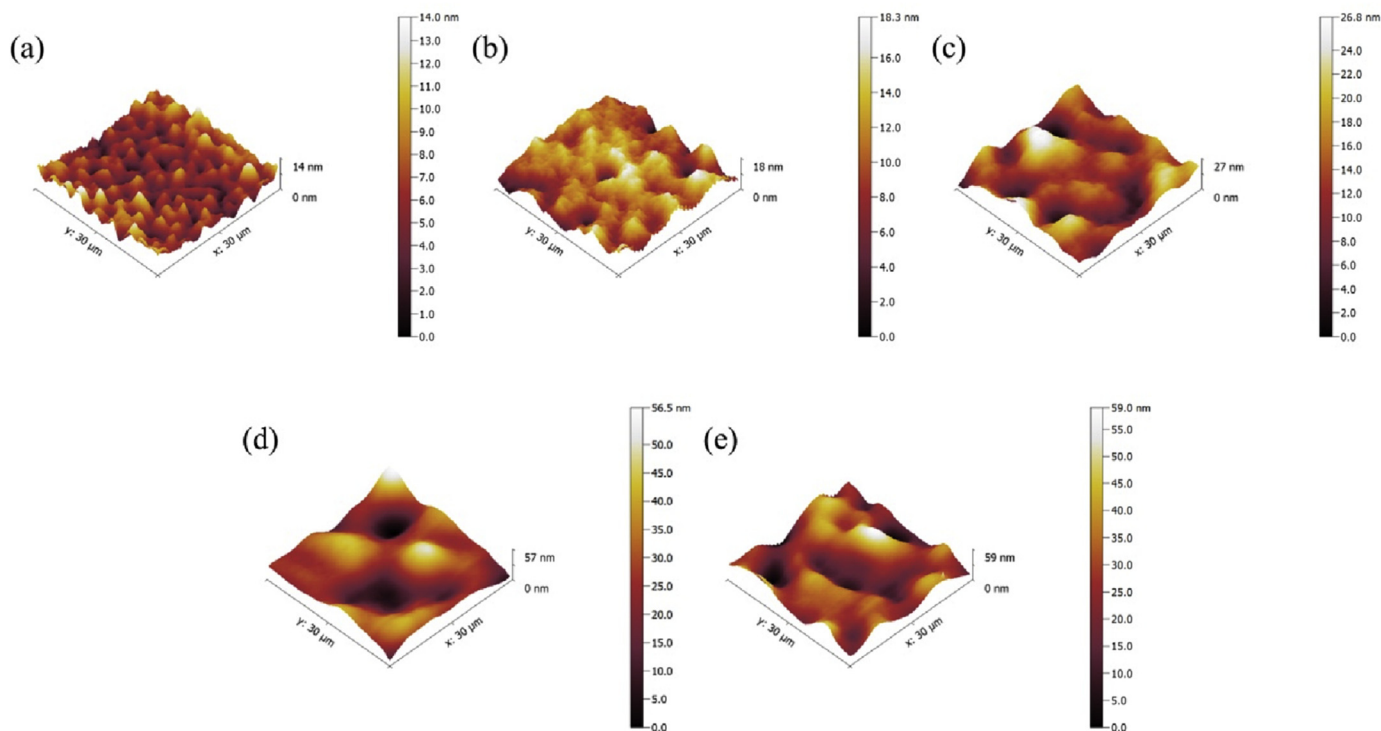 (a)
14.0 nm
13.0
12.0
11.0
10.0
9.0
8.0
7.0
6.0
5.0
4.0
3.0
2.0
1.0
0.0
14 nm
0 nm
y: 30 µm
x: 30 µm
(b)
18.3 nm
16.0
14.0
12.0
10.0
8.0
6.0
4.0
2.0
0.0
18 nm
0 nm
y: 30 µm
x: 30 µm
(c)
26.8 nm
24.0
22.0
20.0
18.0
16.0
14.0
12.0
10.0
8.0
6.0
4.0
2.0
0.0
27 nm
0 nm
y: 30 µm
x: 30 µm
(d)
56.5 nm
50.0
45.0
40.0
35.0
30.0
25.0
20.0
15.0
10.0
5.0
0.0
57 nm
0 nm
y: 30 µm
x: 30 µm
(e)
59.0 nm
55.0
50.0
45.0
40.0
35.0
30.0
25.0
20.0
15.0
10.0
5.0
0.0
59 nm
0 nm
y: 30 µm
x: 30 µm